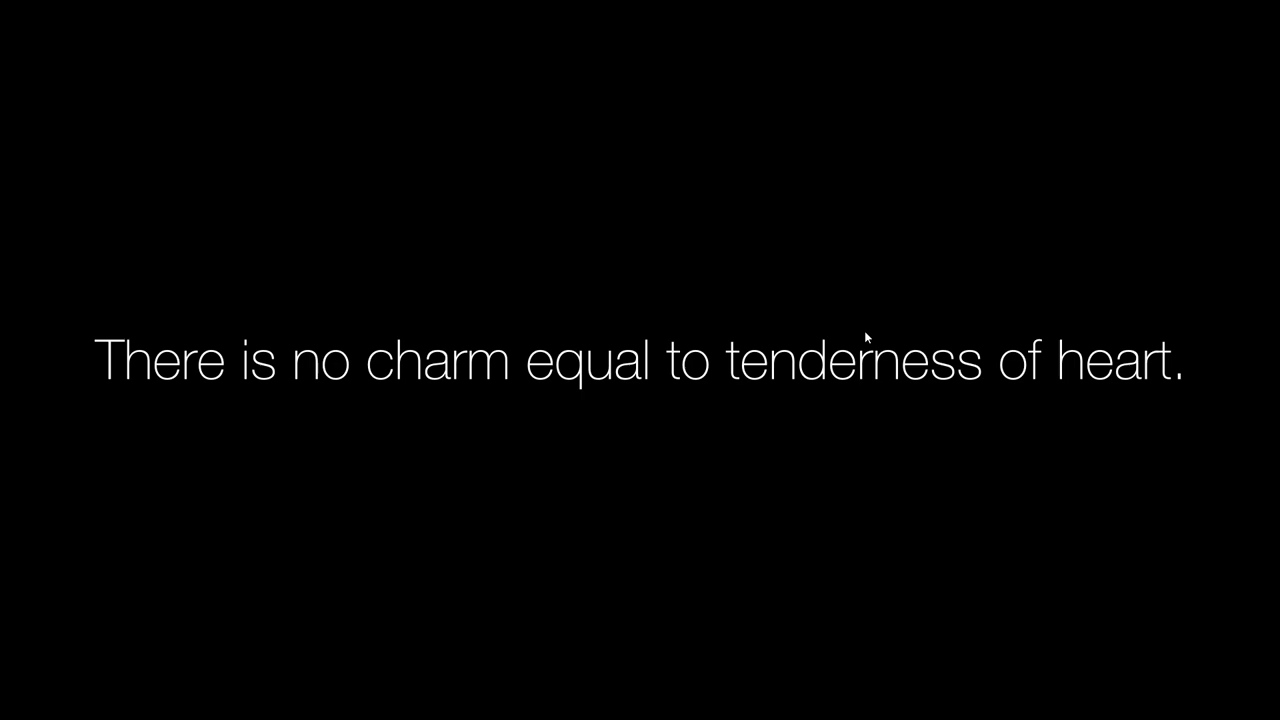 There is no charm equal to tenderness of heart.